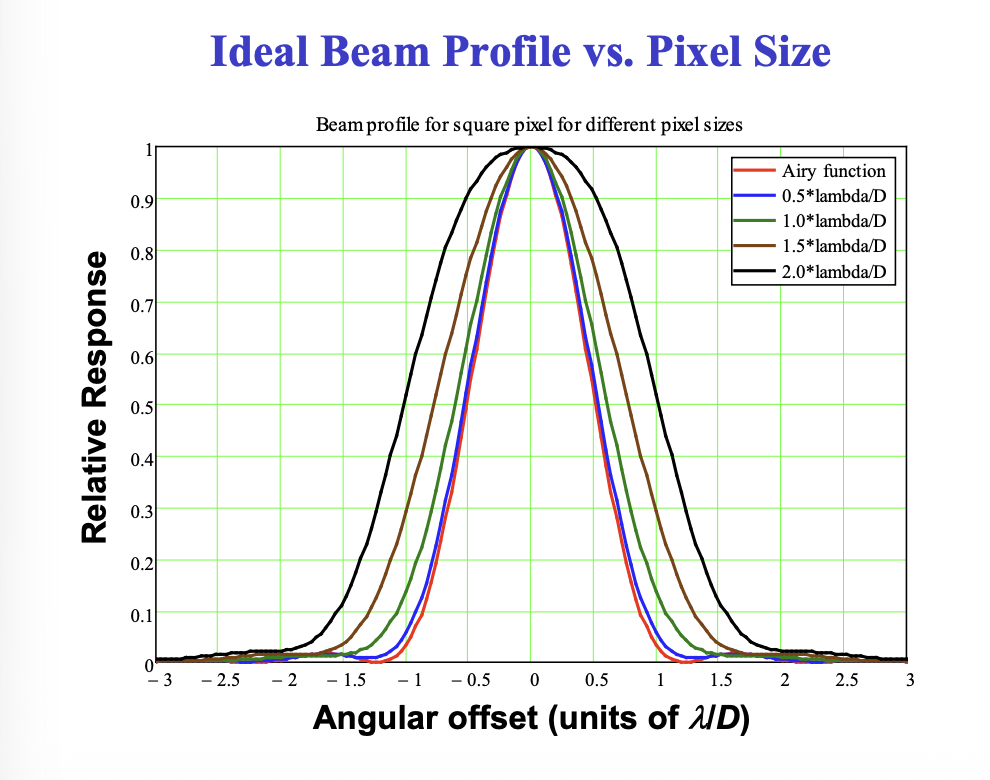 Ideal Beam Profile vs. Pixel Size
Beam profile for square pixel for different pixel sizes
1
0.9
0.8
0.7
0.6
0.5
0.4
0.3
0.2
0.1
0
Relative Response
Airy function
0.5*lambda/D
1.0*lambda/D
1.5*lambda/D
2.0*lambda/D
− 3 − 2.5 − 2 − 1.5 − 1 − 0.5 0 0.5 1 1.5 2 2.5 3
Angular offset (units of λ/D)